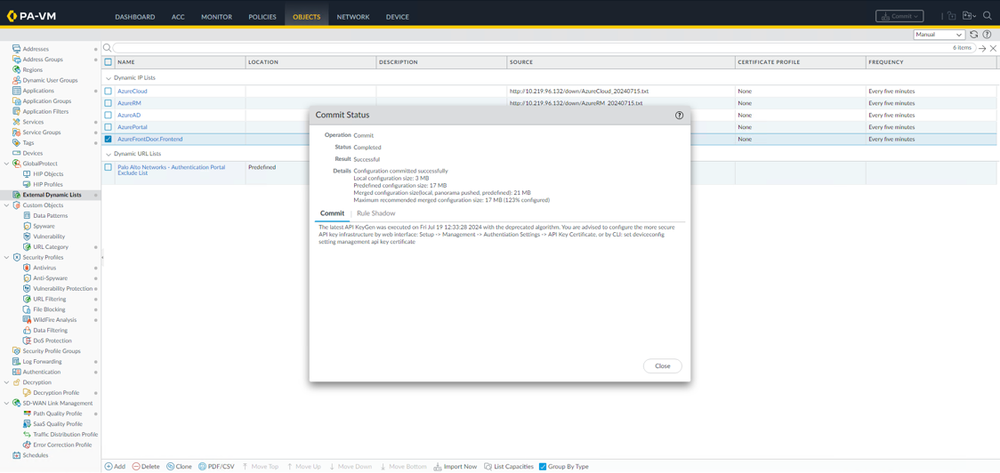 PA-VM
DASHBOARD ACC MONITOR POLICIES OBJECTS NETWORK DEVICE
Commit
Manual
6 items
Addresses
Address Groups
Regions
Dynamic User Groups
Applications
Application Groups
Application Filters
Services
Service Groups
Tags
Devices
GlobalProtect
HIP Objects
HIP Profiles
External Dynamic Lists
Custom Objects
Data Patterns
Spyware
Vulnerability
URL Category
Security Profiles
Antivirus
Anti-Spyware
Vulnerability Protection
URL Filtering
File Blocking
WildFire Analysis
Data Filtering
DoS Protection
Security Profile Groups
Log Forwarding
Authentication
Decryption
Decryption Profile
SD-WAN Link Management
Path Quality Profile
SaaS Quality Profile
Traffic Distribution Profile
Error Correction Profile
Schedules
NAME LOCATION DESCRIPTION SOURCE CERTIFICATE PROFILE FREQUENCY
Dynamic IP Lists
AzureCloud http://10.219.96.132/down/AzureCloud_20240715.txt None Every five minutes
AzureRM http://10.219.96.132/down/AzureRM_20240715.txt None Every five minutes
AzureAD None Every five minutes
AzurePortal None Every five minutes
AzureFrontDoor.Frontend None Every five minutes
Dynamic URL Lists
Palo Alto Networks - Authentication Portal Predefined
Exclude List
Commit Status
Operation Commit
Status Completed
Result Successful
Details Configuration committed successfully
Local configuration size: 3 MB
Predefined configuration size: 17 MB
Merged configuration size(local, panorama pushed, predefined): 21 MB
Maximum recommended merged configuration size: 17 MB (123% configured)
Commit | Rule Shadow
The latest API KeyGen was executed on Fri Jul 19 12:33:28 2024 with the deprecated algorithm. You are advised to configure the more secure
API key infrastructure by web interface: Setup -> Management -> Authentiation Settings -> API Key Certificate, or by CLI: set deviceconfig
setting management api key certificate
Close
Add Delete Clone PDF/CSV Move Top Move Up Move Down Move Bottom Import Now List Capacities Group By Type